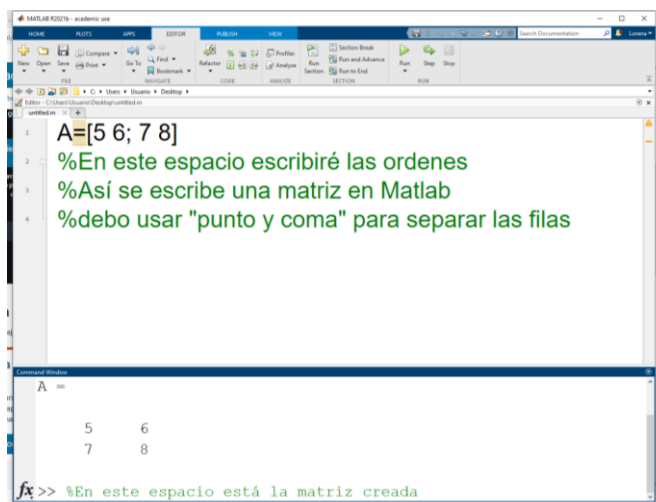 MATLAB R2021b - academic use
HOME PLOTS APPS EDITOR PUBLISH VIEW Search Documentation Lorena
New Open Save Compare Print Go To Find Bookmark Refactor Profiler Analyze Run Section Section Break Run and Advance Run to End Run Step Stop
FILE NAVIGATE CODE ANALYZE SECTION RUN
C: Users Usuario Desktop
Editor - C:\Users\Usuario\Desktop\untitled.m
untitled.m
1 A=[5 6; 7 8]
2 %En este espacio escribiré las ordenes
3 %Así se escribe una matriz en Matlab
4 %debo usar "punto y coma" para separar las filas
Command Window
A =
5 6
7 8
fx >> %En este espacio está la matriz creada